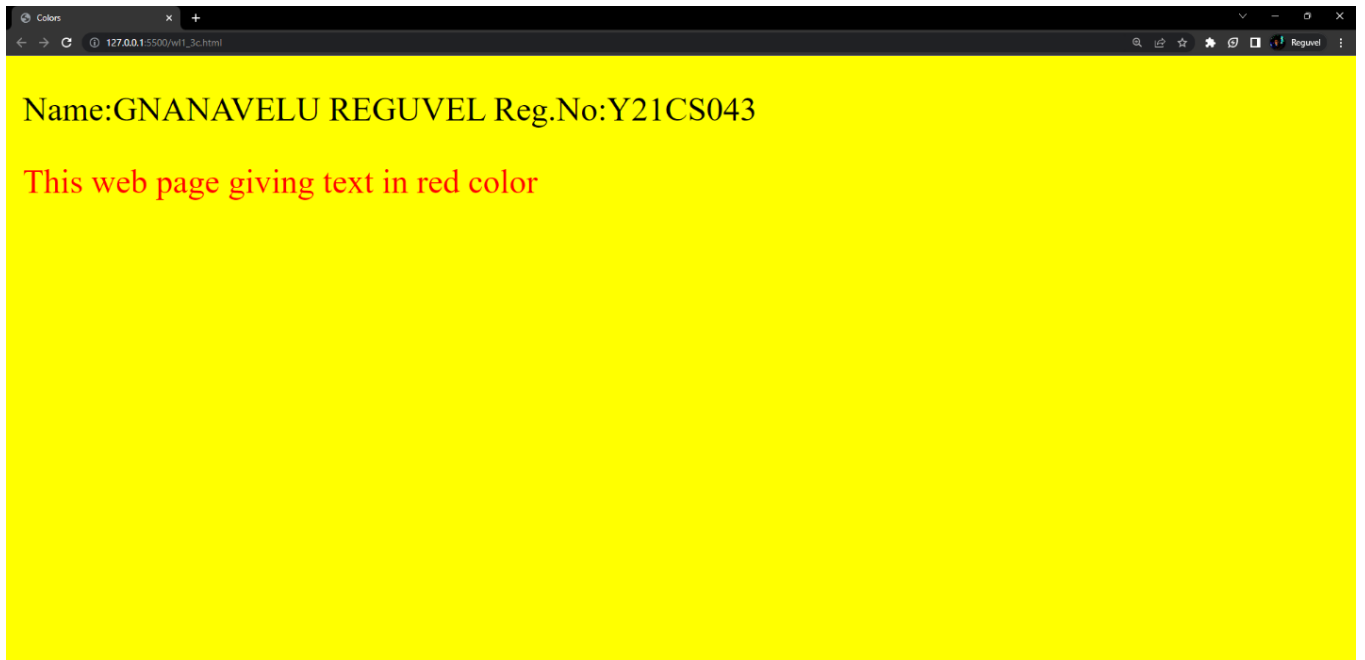 Colors
127.0.0.1:5500/wl1_3c.html
Reguvel
Name:GNANAVELU REGUVEL Reg.No:Y21CS043
This web page giving text in red color